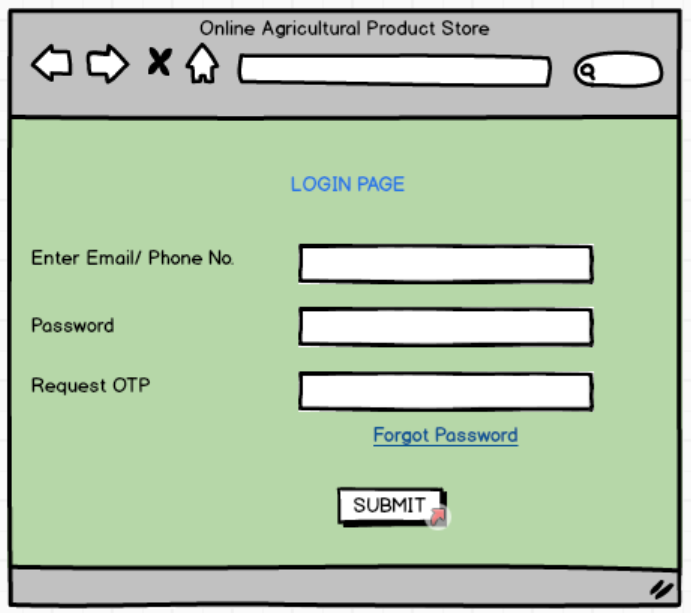 Online Agricultural Product Store
LOGIN PAGE
Enter Email/ Phone No.
Password
Request OTP
Forgot Password
SUBMIT